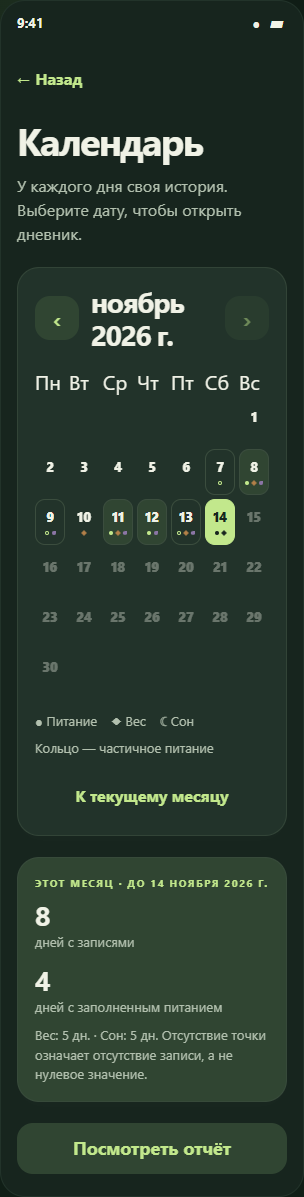 9:41
← Назад
Календарь
У каждого дня своя история.
Выберите дату, чтобы открыть
дневник.
‹ ноябрь ›
2026 г.
Пн Вт Ср Чт Пт Сб Вс
1
2 3 4 5 6 7 8
9 10 11 12 13 14 15
16 17 18 19 20 21 22
23 24 25 26 27 28 29
30
● Питание ◆ Вес ☾ Сон
Кольцо — частичное питание
К текущему месяцу
ЭТОТ МЕСЯЦ · ДО 14 НОЯБРЯ 2026 Г.
8
дней с записями
4
дней с заполненным питанием
Вес: 5 дн. · Сон: 5 дн. Отсутствие точки
означает отсутствие записи, а не
нулевое значение.
Посмотреть отчёт